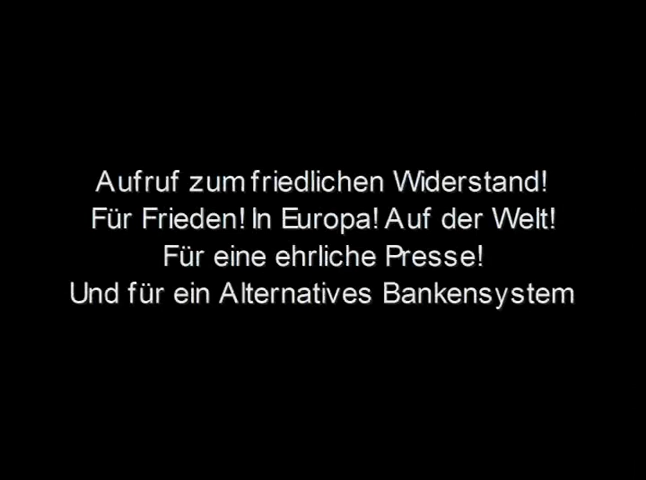 Aufruf zum friedlichen Widerstand!
Für Frieden! In Europa! Auf der Welt!
Für eine ehrliche Presse!
Und für ein Alternatives Bankensystem